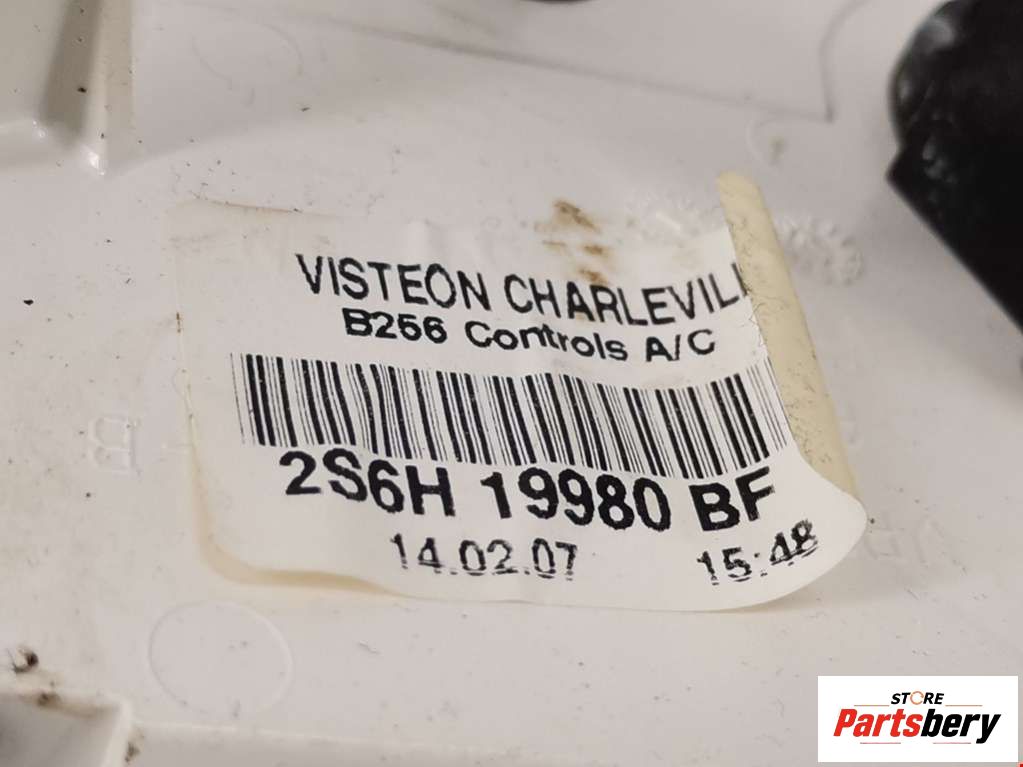 VISTEON CHARLEVILL
B256 Controls A/C
2S6H 19980 BF
14.02.07 15:48
STORE
Partsbery